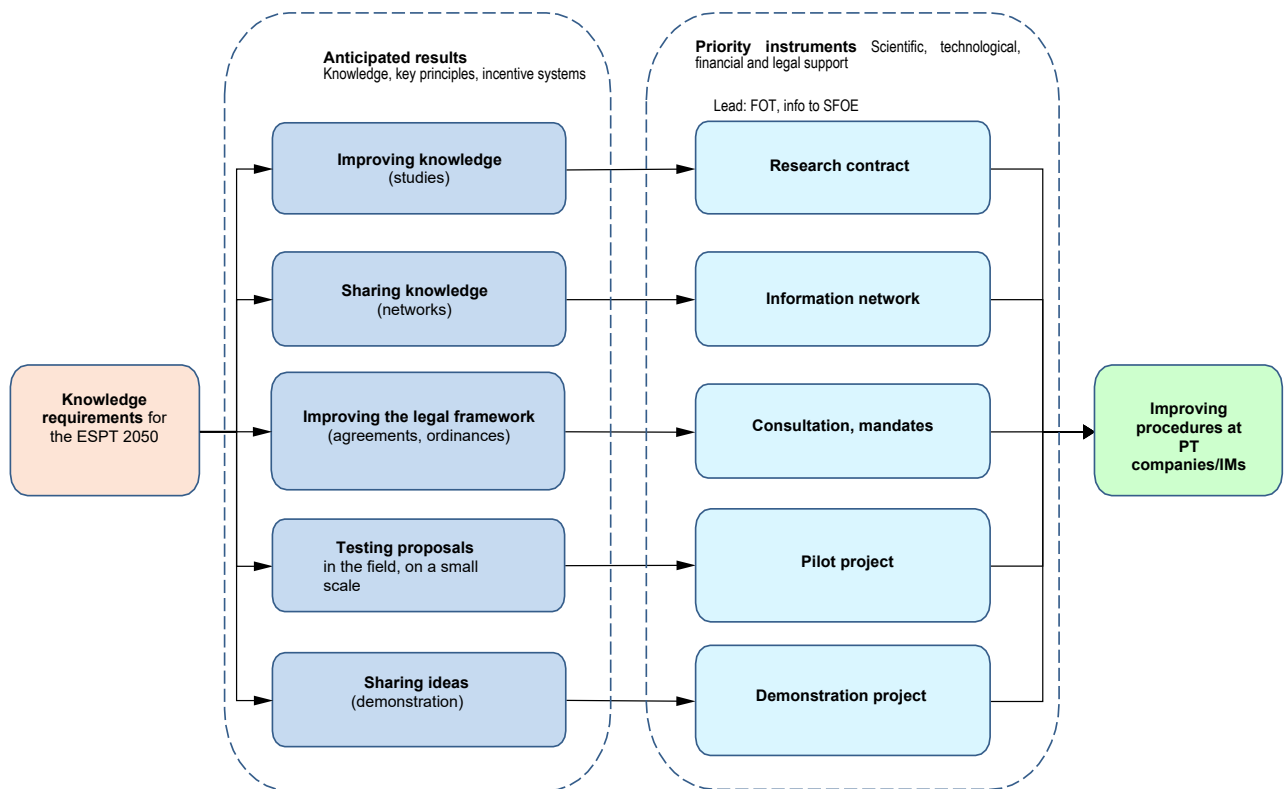 Anticipated results
Knowledge, key principles, incentive systems
Priority instruments Scientific, technological,
financial and legal support
Lead: FOT, info to SFOE
Improving knowledge
(studies)
Research contract
Sharing knowledge
(networks)
Information network
Knowledge
requirements for
the ESPT 2050
Improving the legal framework
(agreements, ordinances)
Consultation, mandates
Improving
procedures at
PT
companies/IMs
Testing proposals
in the field, on a small
scale
Pilot project
Sharing ideas
(demonstration)
Demonstration project